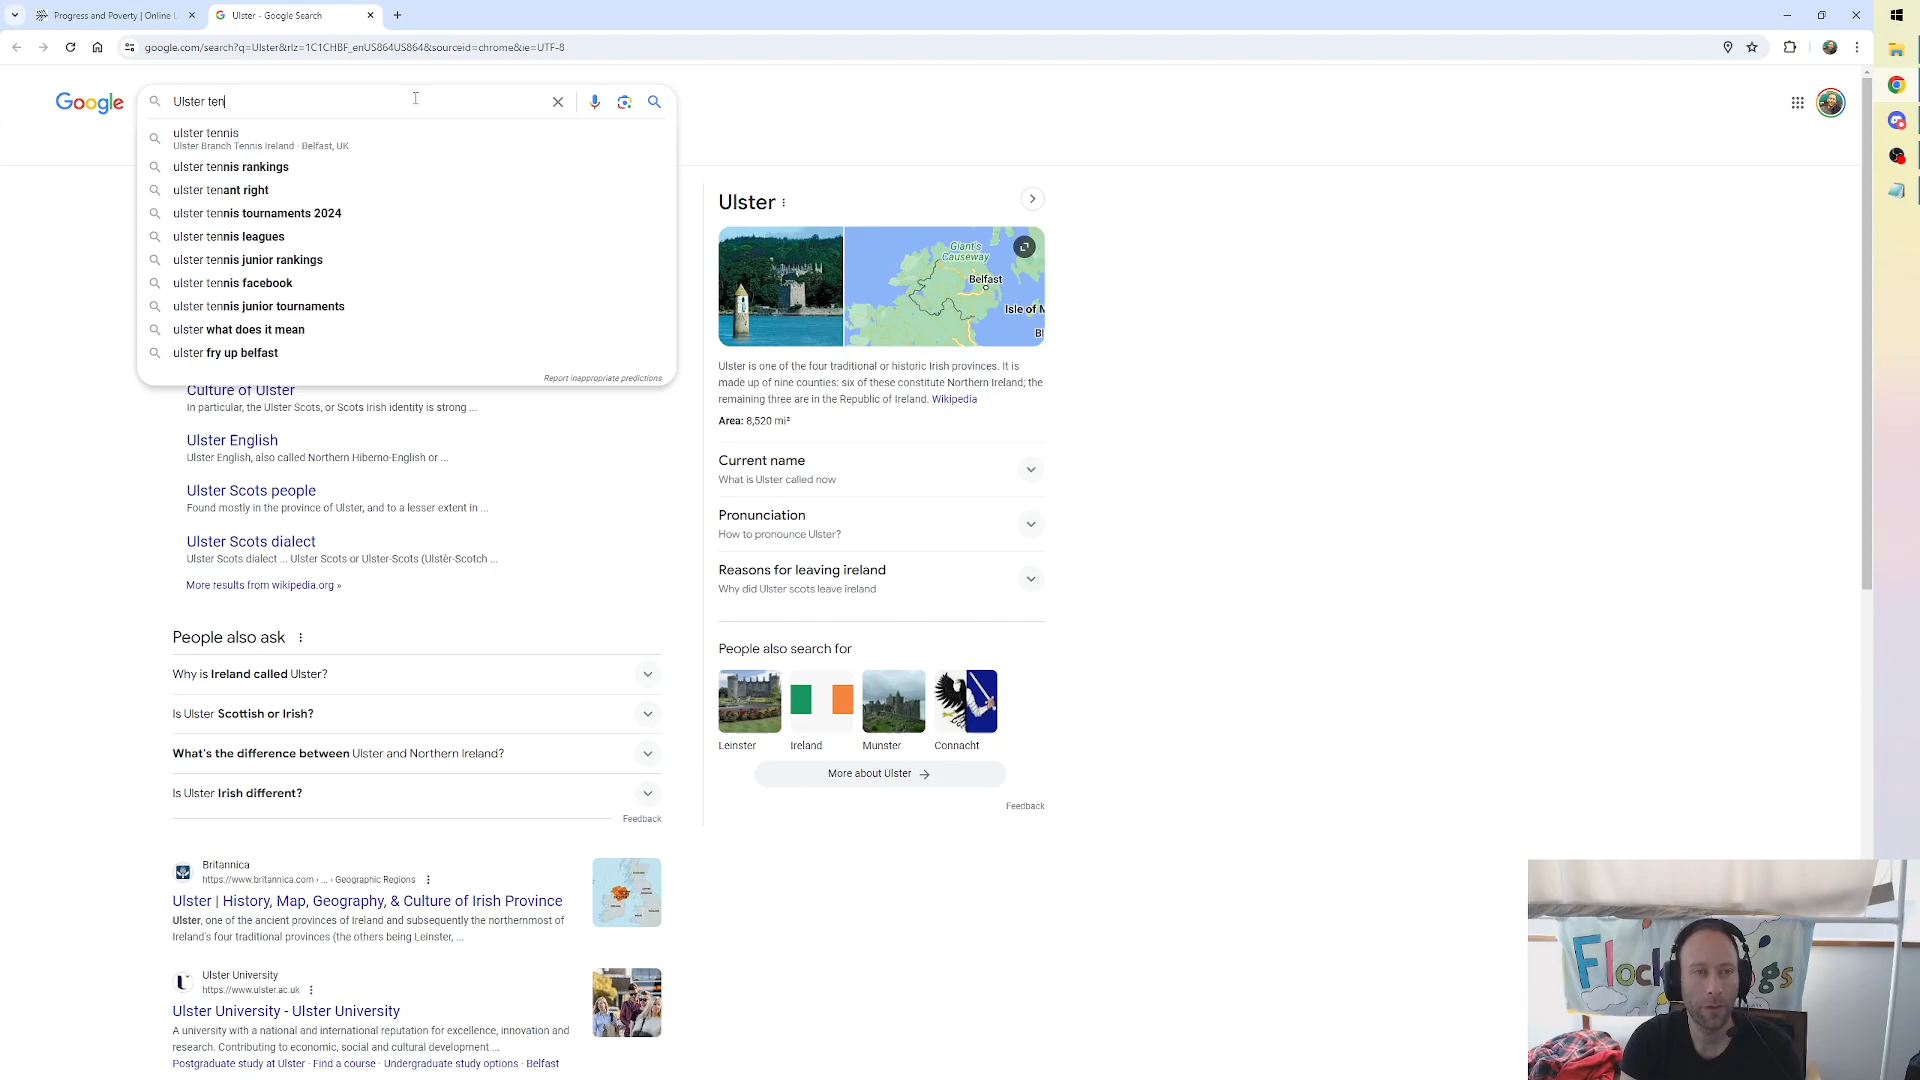 Progress and Poverty | Online L
Ulster - Google Search
google.com/search?q=Ulster&rlz=1C1CHBF_enUS864US864&sourceid=chrome&ie=UTF-8
Google
Ulster ten
ulster tennis
Ulster Branch Tennis Ireland · Belfast, UK
ulster tennis rankings
ulster tenant right
ulster tennis tournaments 2024
ulster tennis leagues
ulster tennis junior rankings
ulster tennis facebook
ulster tennis junior tournaments
ulster what does it mean
ulster fry up belfast
Report inappropriate predictions
Culture of Ulster
In particular, the Ulster Scots, or Scots Irish identity is strong ...
Ulster English
Ulster English, also called Northern Hiberno-English or ...
Ulster Scots people
Found mostly in the province of Ulster, and to a lesser extent in ...
Ulster Scots dialect
Ulster Scots dialect ... Ulster Scots or Ulster-Scots (Ulstèr-Scotch ...
More results from wikipedia.org »
People also ask
Why is Ireland called Ulster?
Is Ulster Scottish or Irish?
What's the difference between Ulster and Northern Ireland?
Is Ulster Irish different?
Feedback
Britannica
https://www.britannica.com › ... › Geographic Regions
Ulster | History, Map, Geography, & Culture of Irish Province
Ulster, one of the ancient provinces of Ireland and subsequently the northernmost of
Ireland's four traditional provinces (the others being Leinster, ...
Ulster University
https://www.ulster.ac.uk
Ulster University - Ulster University
A university with a national and international reputation for excellence, innovation and
research. Contributing to economic, social and cultural development ...
Postgraduate study at Ulster · Find a course · Undergraduate study options · Belfast
Ulster
Giant's
Causeway
Belfast
Isle of M
Ulster is one of the four traditional or historic Irish provinces. It is
made up of nine counties: six of these constitute Northern Ireland; the
remaining three are in the Republic of Ireland. Wikipedia
Area: 8,520 mi²
Current name
What is Ulster called now
Pronunciation
How to pronounce Ulster?
Reasons for leaving ireland
Why did Ulster scots leave ireland
People also search for
Leinster
Ireland
Munster
Connacht
More about Ulster
Feedback